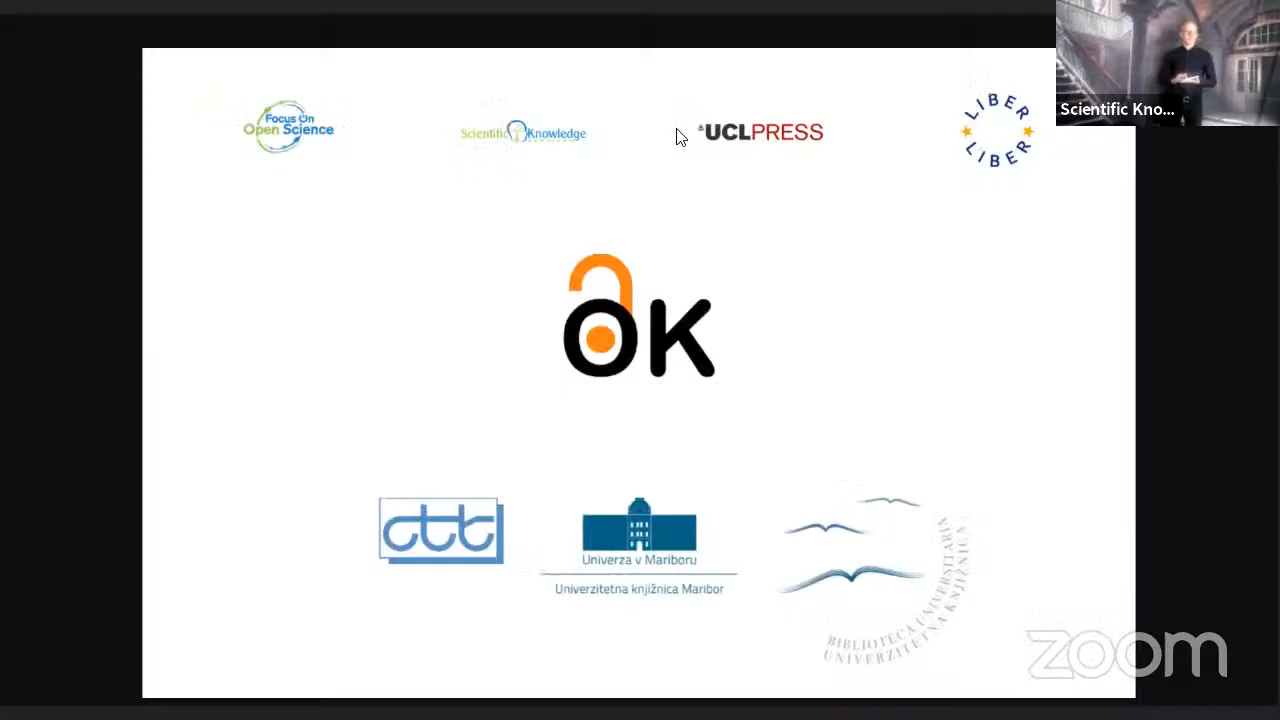 Focus On
Open Science
Scientific Knowledge
UCLPRESS
LIBER
LIBER
Scientific Kno...
OK
ctt
Univerza v Mariboru
Univerzitetna knjižnica Maribor
BIBLIOTECA UNIVERSITARIA
UNIVERZITETNA KNJIŽNICA
zoom